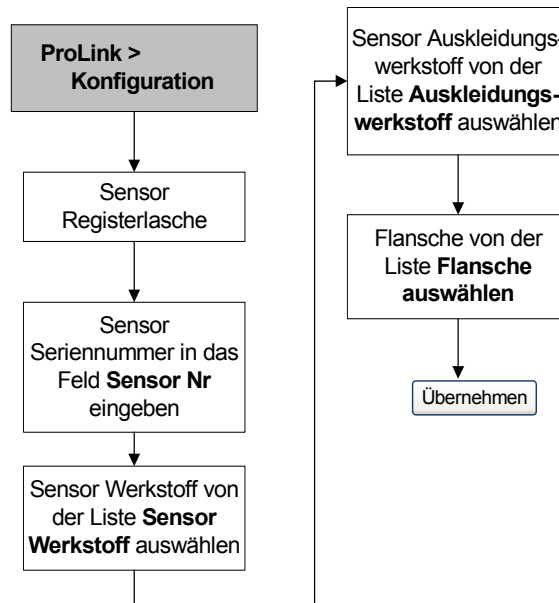 ProLink >
Konfiguration
Sensor
Registerlasche
Sensor
Seriennummer in das
Feld Sensor Nr
eingeben
Sensor Werkstoff von
der Liste Sensor
Werkstoff auswählen
Sensor Auskleidungs-
werkstoff von der
Liste Auskleidungs-
werkstoff auswählen
Flansche von der
Liste Flansche
auswählen
Übernehmen